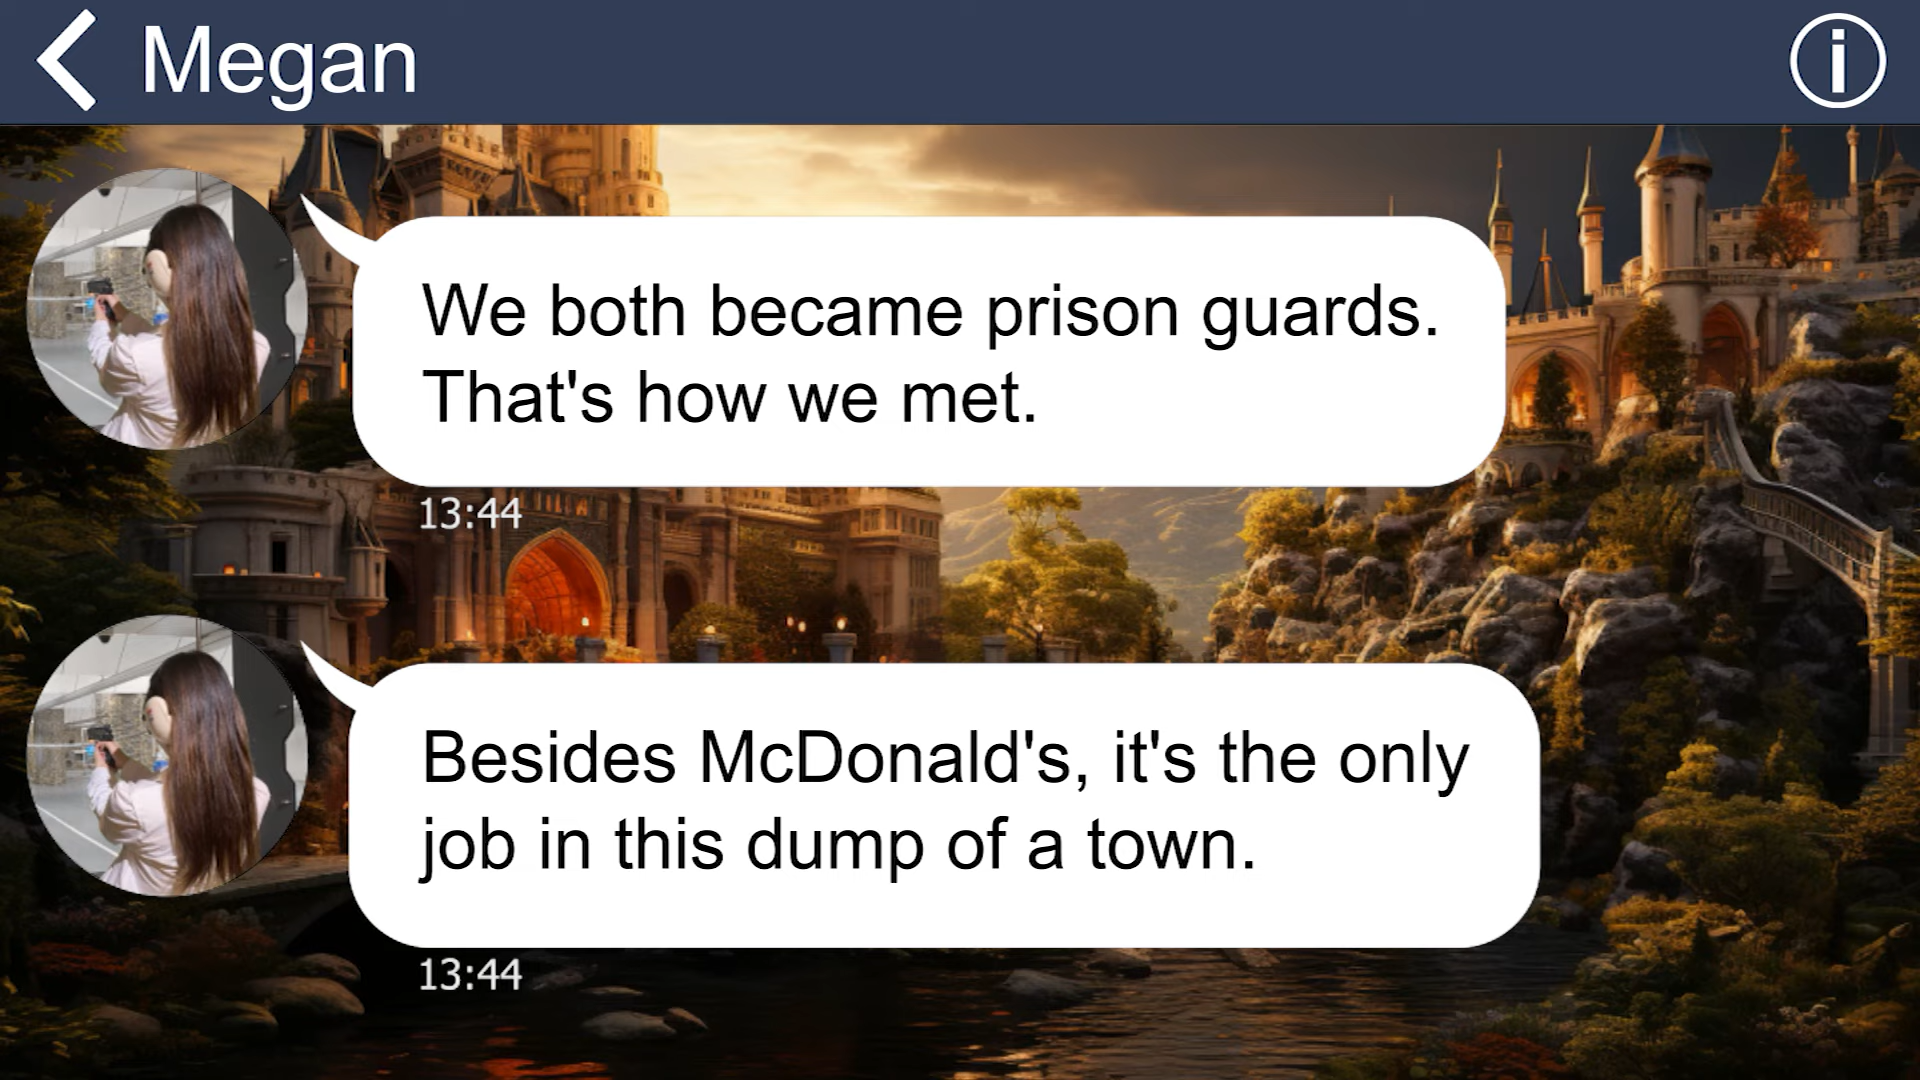 Megan
We both became prison guards.
That's how we met.
13:44
Besides McDonald's, it's the only
job in this dump of a town.
13:44